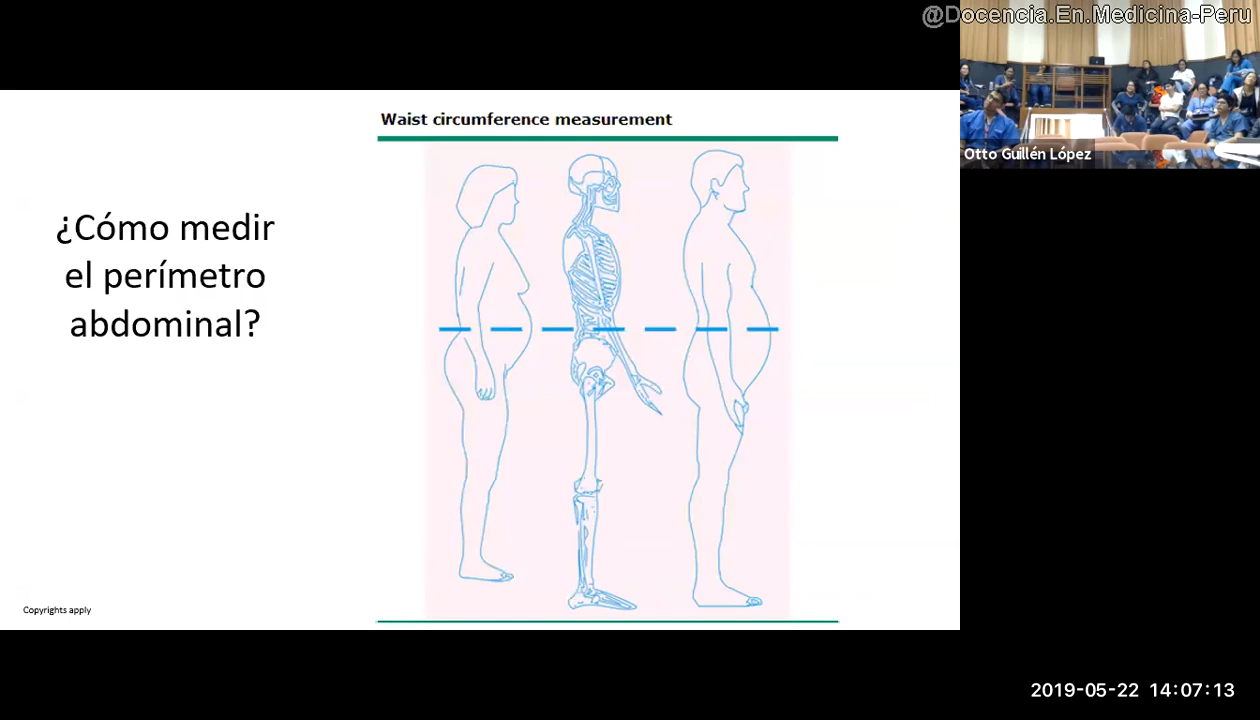 @Docencia.En.Medicina-Peru
Otto Guillén López
Waist circumference measurement
¿Cómo medir
el perímetro
abdominal?
Copyrights apply
2019-05-22 14:07:13